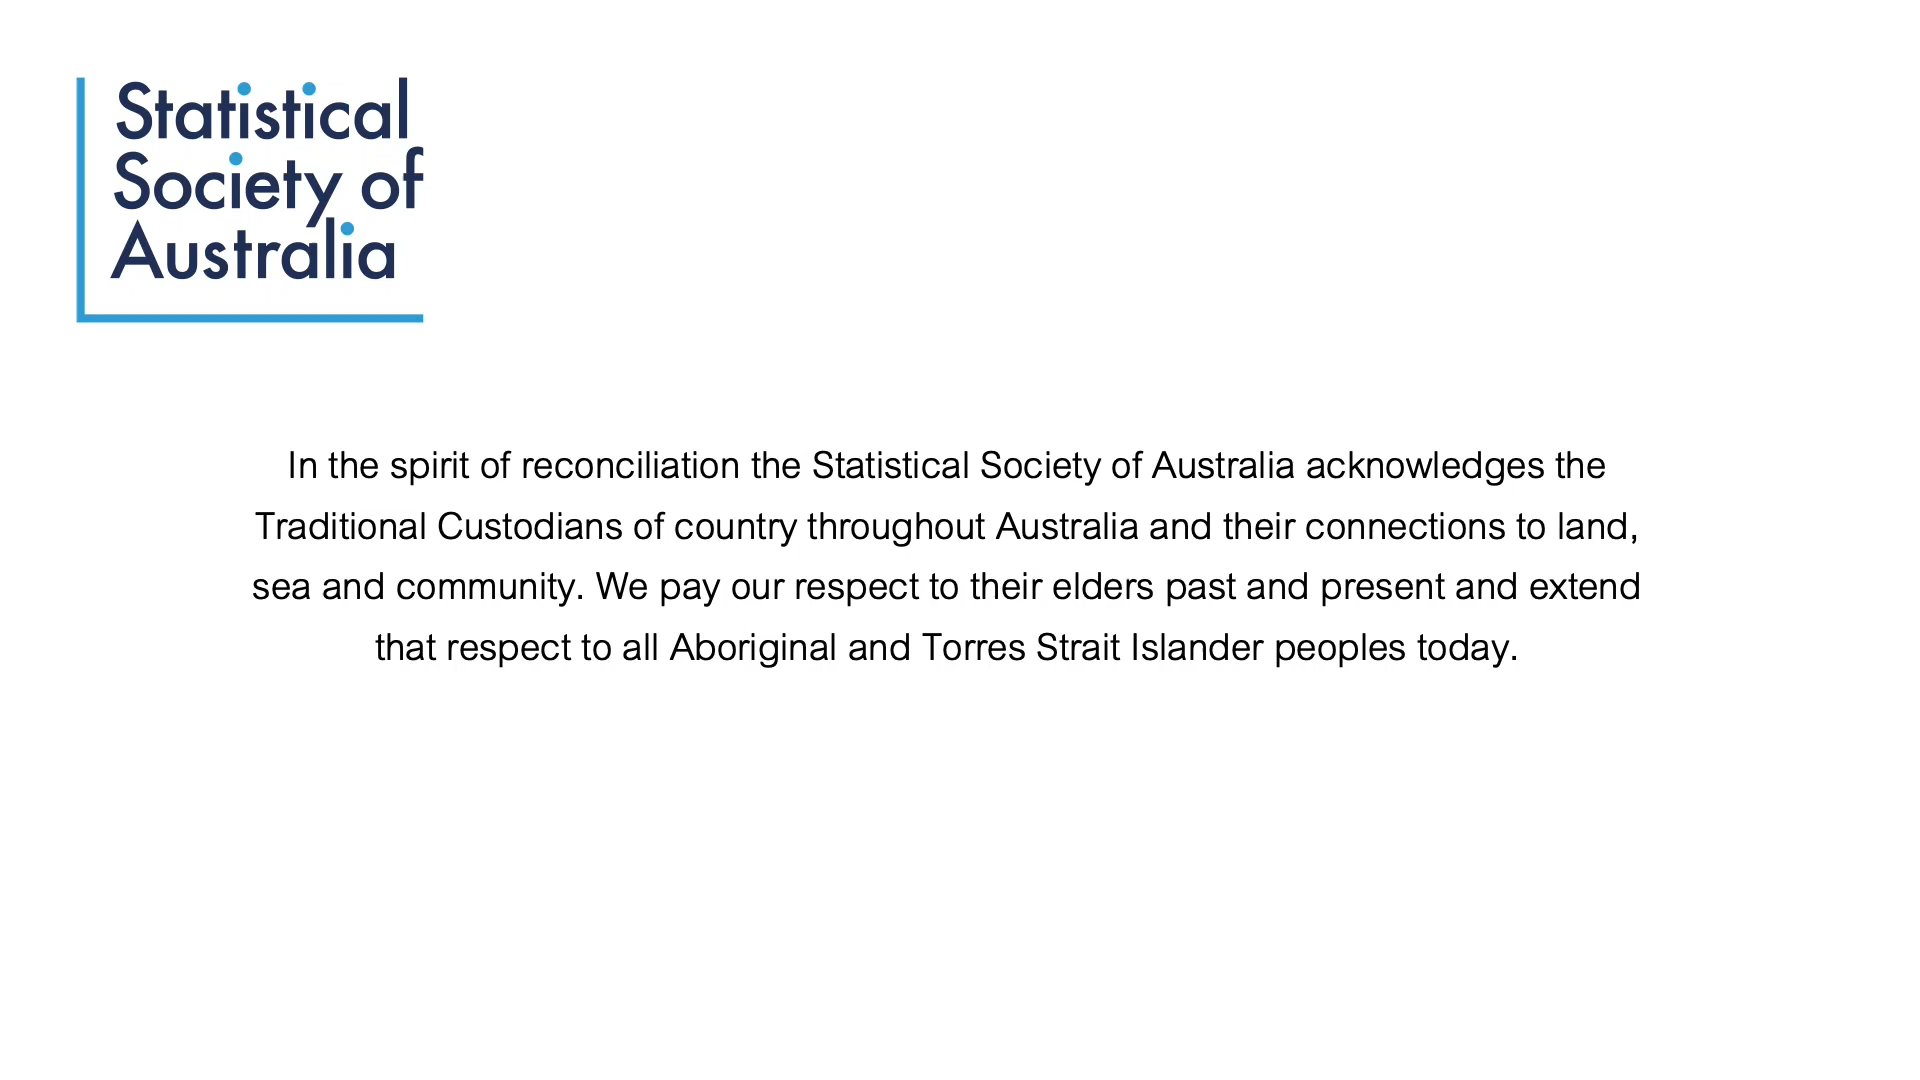 Statistical
Society of
Australia
In the spirit of reconciliation the Statistical Society of Australia acknowledges the
Traditional Custodians of country throughout Australia and their connections to land,
sea and community. We pay our respect to their elders past and present and extend
that respect to all Aboriginal and Torres Strait Islander peoples today.